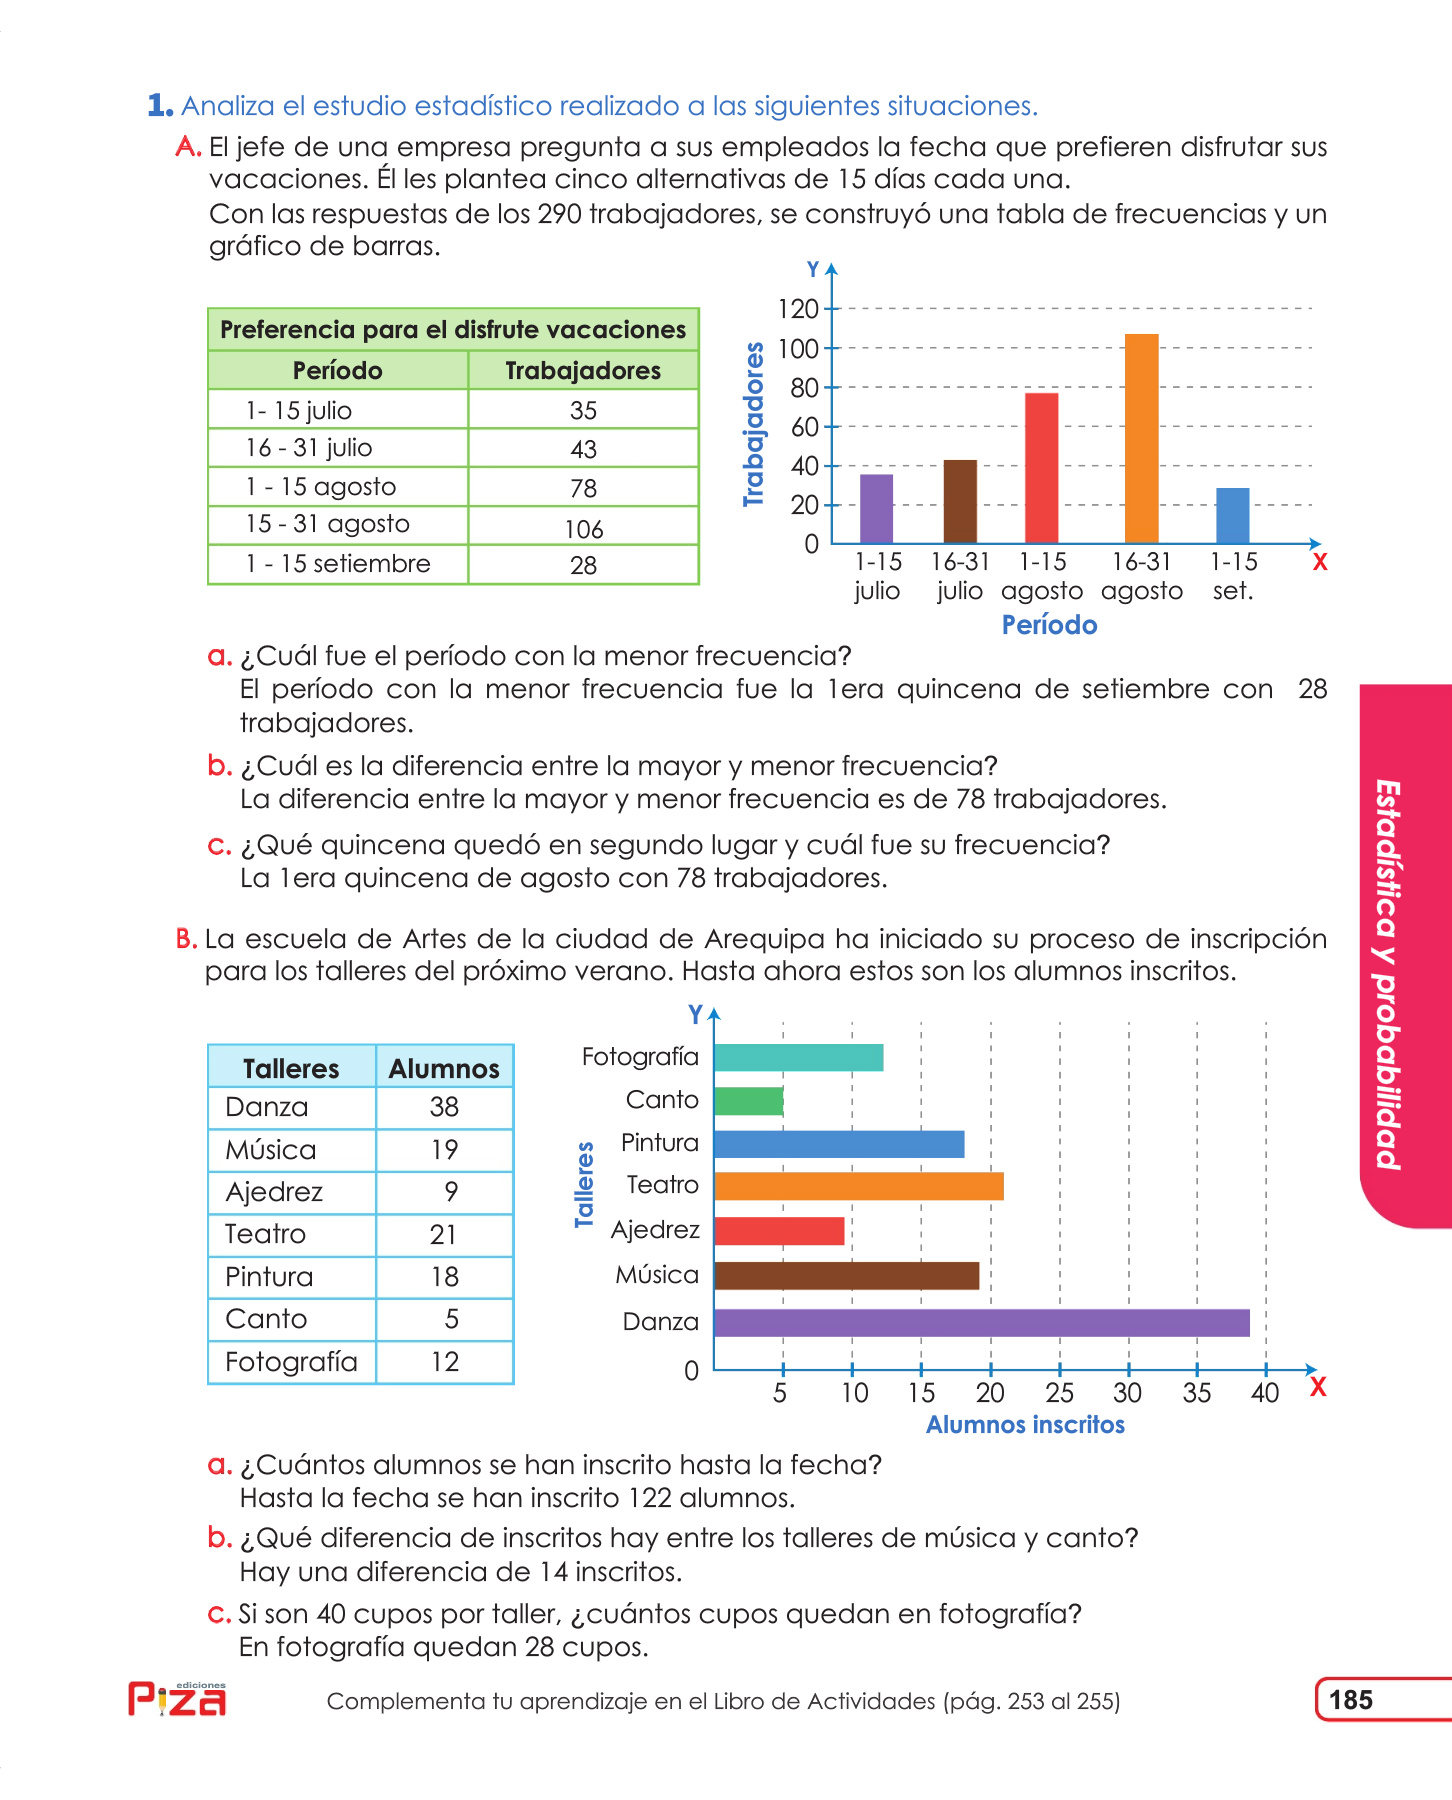 1. Analiza el estudio estadístico realizado a las siguientes situaciones.
A. El jefe de una empresa pregunta a sus empleados la fecha que prefieren disfrutar sus
vacaciones. Él les plantea cinco alternativas de 15 días cada una.
Con las respuestas de los 290 trabajadores, se construyó una tabla de frecuencias y un
gráfico de barras.
Preferencia para el disfrute vacaciones
Período Trabajadores
1- 15 julio 35
16 - 31 julio 43
1 - 15 agosto 78
15 - 31 agosto 106
1 - 15 setiembre 28
Y
120
100
80
60
40
20
0
Trabajadores
1-15 16-31 1-15 16-31 1-15 X
julio julio agosto agosto set.
Período
a. ¿Cuál fue el período con la menor frecuencia?
El período con la menor frecuencia fue la 1era quincena de setiembre con 28
trabajadores.
b. ¿Cuál es la diferencia entre la mayor y menor frecuencia?
La diferencia entre la mayor y menor frecuencia es de 78 trabajadores.
c. ¿Qué quincena quedó en segundo lugar y cuál fue su frecuencia?
La 1era quincena de agosto con 78 trabajadores.
B. La escuela de Artes de la ciudad de Arequipa ha iniciado su proceso de inscripción
para los talleres del próximo verano. Hasta ahora estos son los alumnos inscritos.
Talleres Alumnos
Danza 38
Música 19
Ajedrez 9
Teatro 21
Pintura 18
Canto 5
Fotografía 12
Y
Fotografía
Canto
Pintura
Teatro
Ajedrez
Música
Danza
0
Talleres
5 10 15 20 25 30 35 40 X
Alumnos inscritos
a. ¿Cuántos alumnos se han inscrito hasta la fecha?
Hasta la fecha se han inscrito 122 alumnos.
b. ¿Qué diferencia de inscritos hay entre los talleres de música y canto?
Hay una diferencia de 14 inscritos.
c. Si son 40 cupos por taller, ¿cuántos cupos quedan en fotografía?
En fotografía quedan 28 cupos.
Estadística y probabilidad
ediciones
Piza
Complementa tu aprendizaje en el Libro de Actividades (pág. 253 al 255)
185